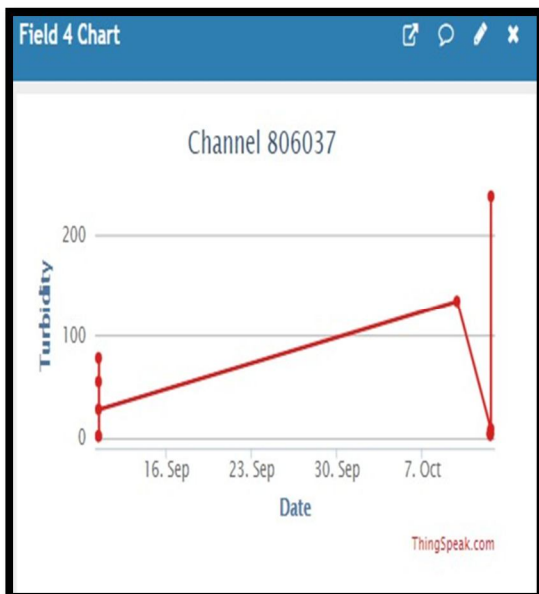 Field 4 Chart
Channel 806037
Turbidity
200
100
0
16. Sep 23. Sep 30. Sep 7. Oct
Date
ThingSpeak.com